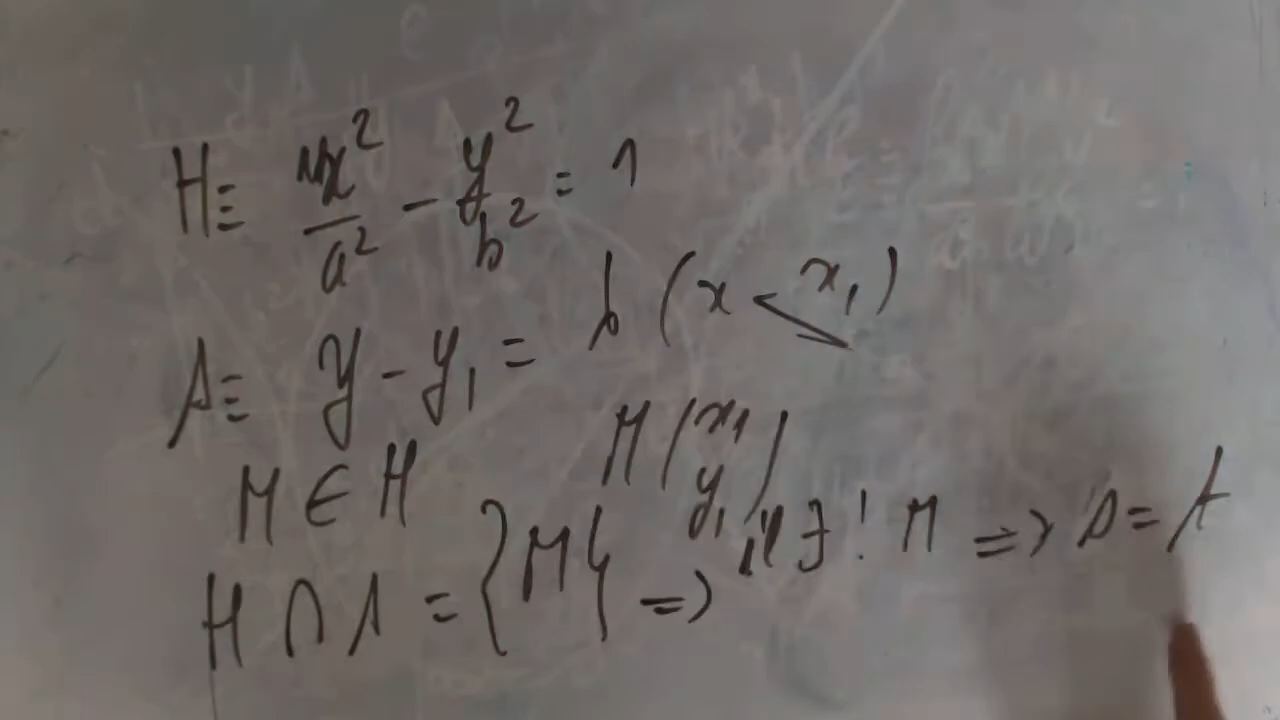 H ≡ x²/a² - y²/b² = 1
Δ ≡ y - y₁ = b(x - x₁)
M ∈ H M(x₁ y₁)
H ∩ Δ = {M} => il ∃! M => Δ =